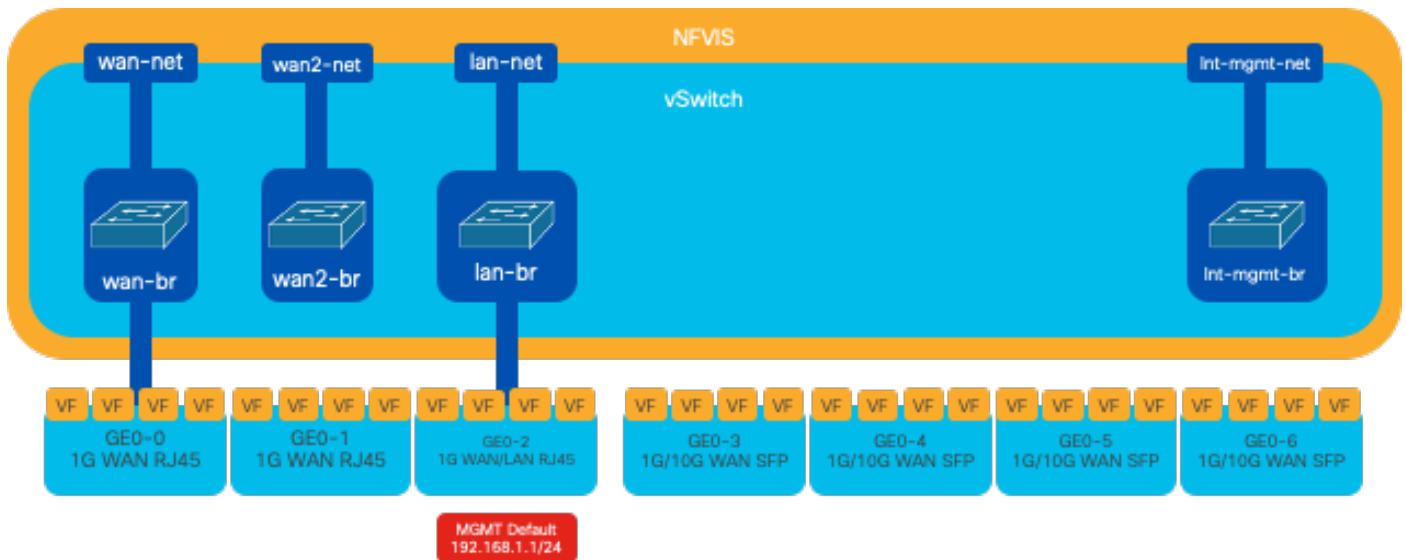 NFVIS
wan-net
wan2-net
lan-net
Int-mgmt-net
vSwitch
wan-br
wan2-br
lan-br
Int-mgmt-br
VF VF VF VF
VF VF VF VF
VF VF VF VF
VF VF VF VF
VF VF VF VF
VF VF VF VF
VF VF VF VF
GE0-0
1G WAN RJ45
GE0-1
1G WAN RJ45
GE0-2
1G WAN/LAN RJ45
GE0-3
1G/10G WAN SFP
GE0-4
1G/10G WAN SFP
GE0-5
1G/10G WAN SFP
GE0-6
1G/10G WAN SFP
MGMT Default
192.168.1.1/24